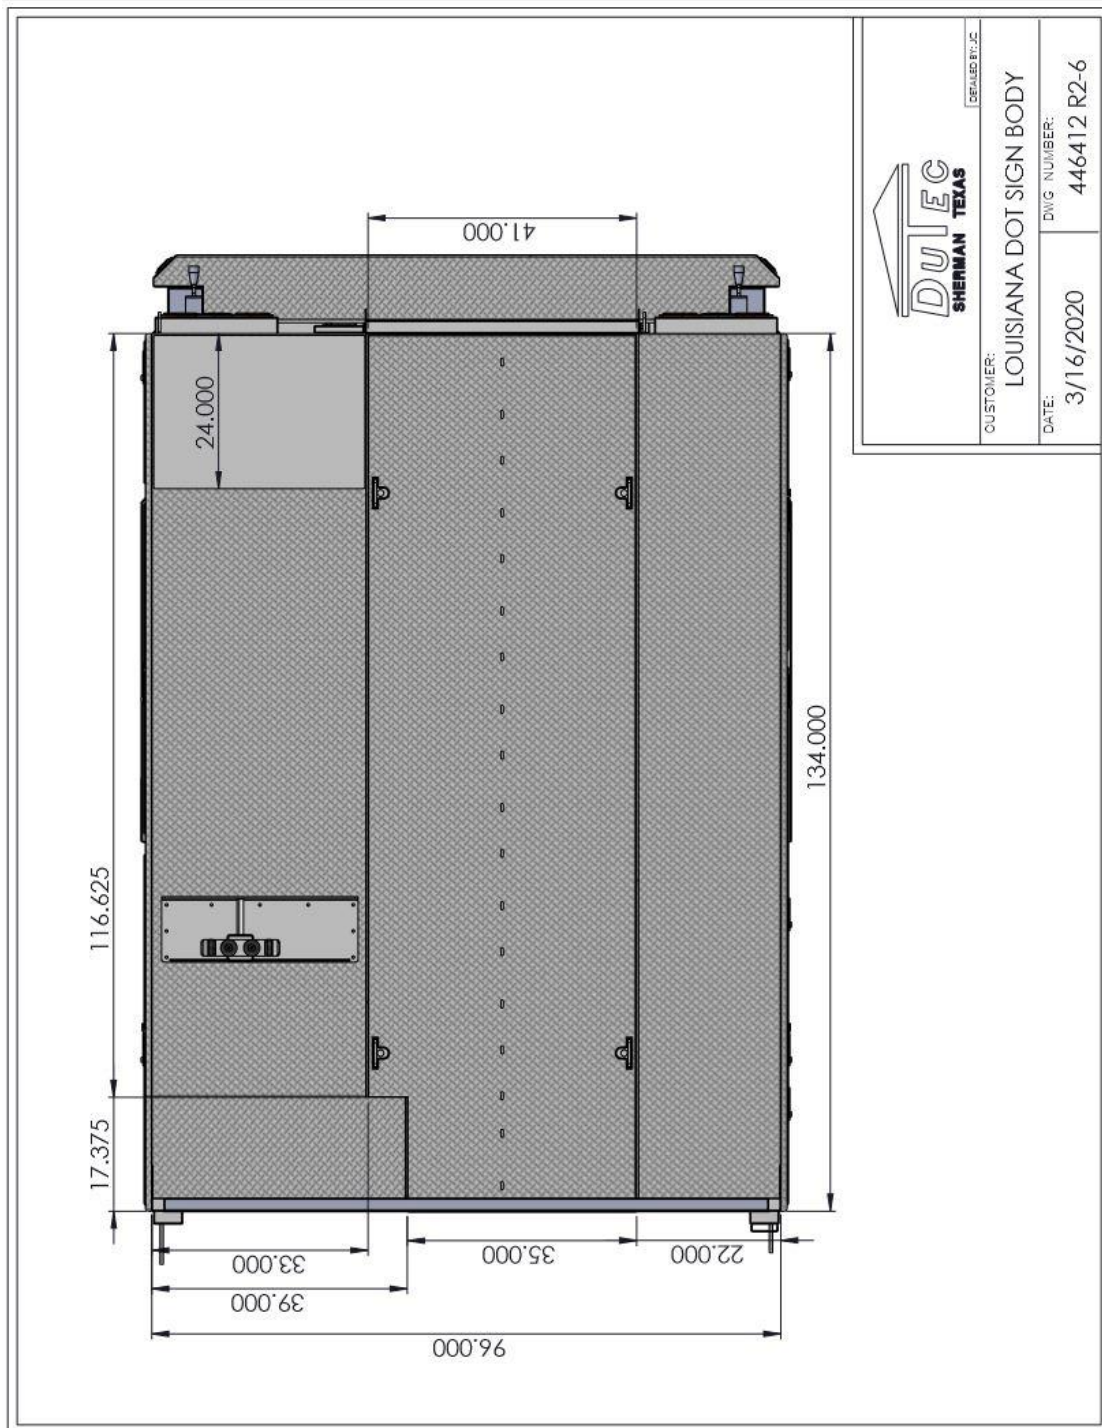 41.000
24.000
116.625
17.375
134.000
33.000
39.000
35.000
22.000
96.000
DuTec
SHERMAN TEXAS
DETAILED BY: JC
CUSTOMER:
LOUISIANA DOT SIGN BODY
DATE:
3/16/2020
DWG NUMBER:
446412 R2-6